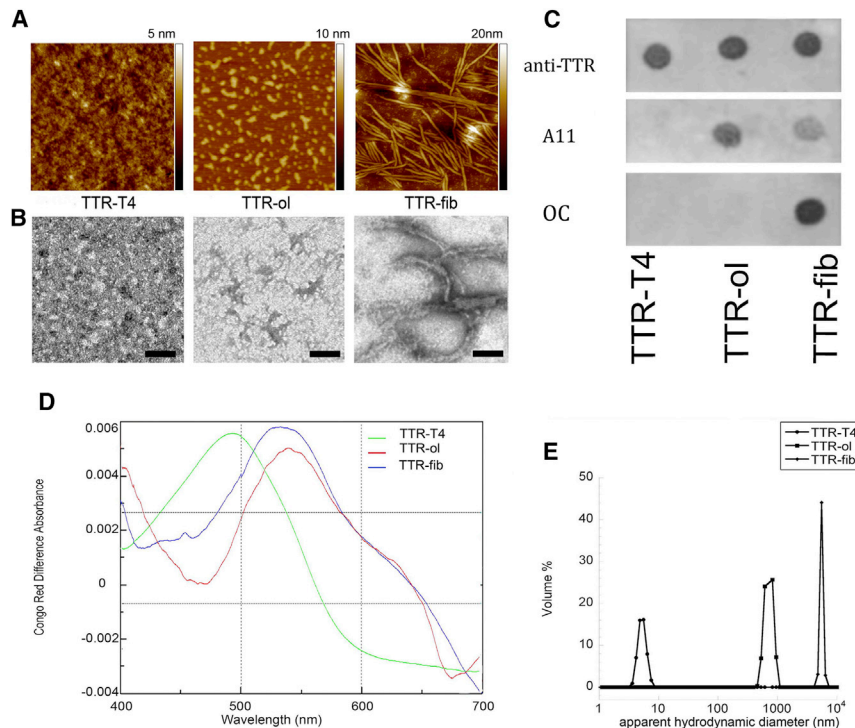 A
5 nm
10 nm
20nm
TTR-T4
TTR-ol
TTR-fib
B
C
anti-TTR
A11
OC
TTR-T4
TTR-ol
TTR-fib
D
0.006
0.004
0.002
0
-0.002
-0.004
Congo Red Difference Absorbance
TTR-T4
TTR-ol
TTR-fib
400
500
600
700
Wavelength (nm)
E
TTR-T4
TTR-ol
TTR-fib
50
40
30
20
10
0
Volume %
1
10
100
1000
10⁴
apparent hydrodynamic diameter (nm)